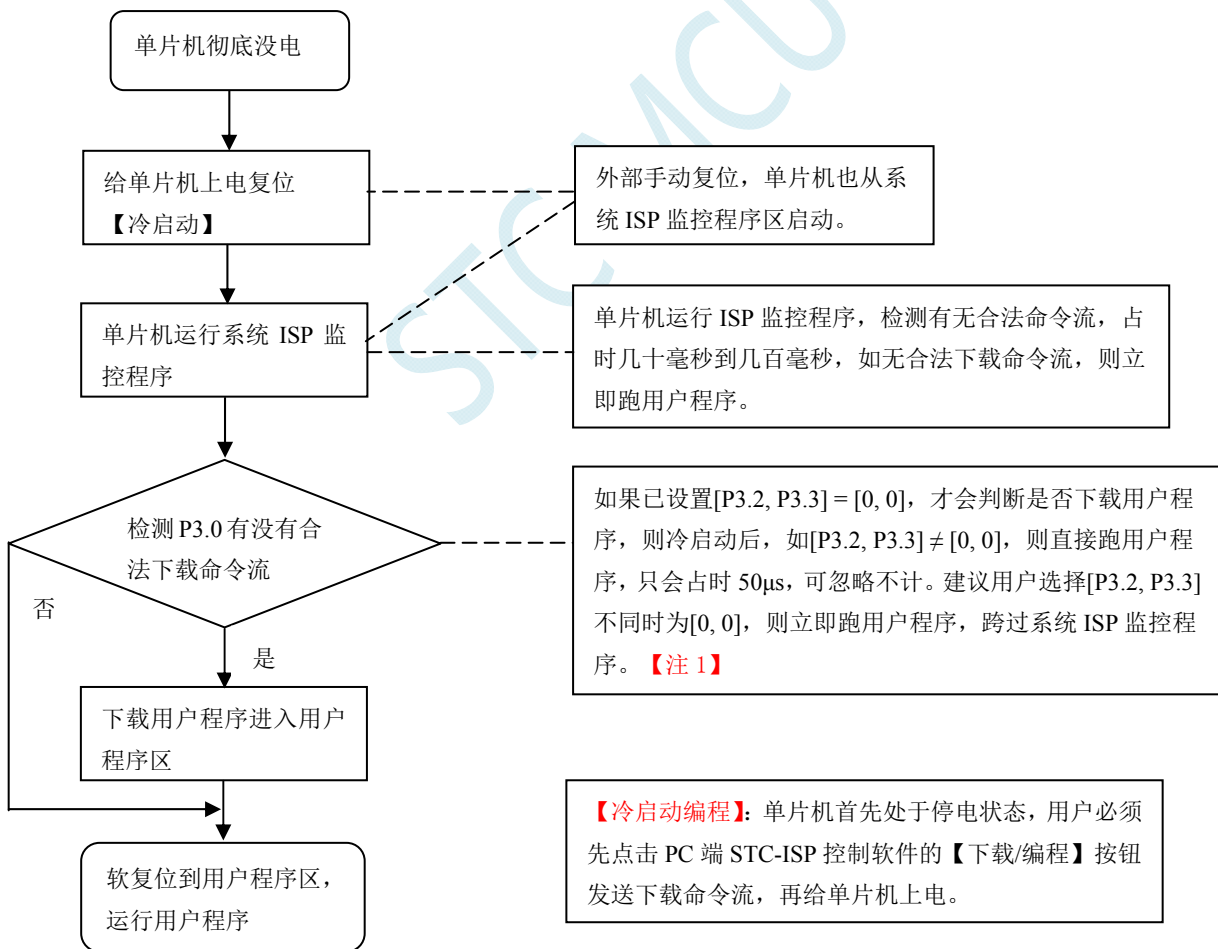 单片机彻底没电
给单片机上电复位
【冷启动】
外部手动复位，单片机也从系
统 ISP 监控程序区启动。
单片机运行系统 ISP 监
控程序
单片机运行 ISP 监控程序，检测有无合法命令流，占
时几十毫秒到几百毫秒，如无合法下载命令流，则立
即跑用户程序。
检测 P3.0 有没有合
法下载命令流
如果已设置[P3.2, P3.3] = [0, 0]，才会判断是否下载用户程
序，则冷启动后，如[P3.2, P3.3] ≠ [0, 0]，则直接跑用户程
序，只会占时 50μs，可忽略不计。建议用户选择[P3.2, P3.3]
不同时为[0, 0]，则立即跑用户程序，跨过系统 ISP 监控程
序。【注 1】
否
是
下载用户程序进入用户
程序区
【冷启动编程】：单片机首先处于停电状态，用户必须
先点击 PC 端 STC-ISP 控制软件的【下载/编程】按钮
发送下载命令流，再给单片机上电。
软复位到用户程序区，
运行用户程序
STCMCU